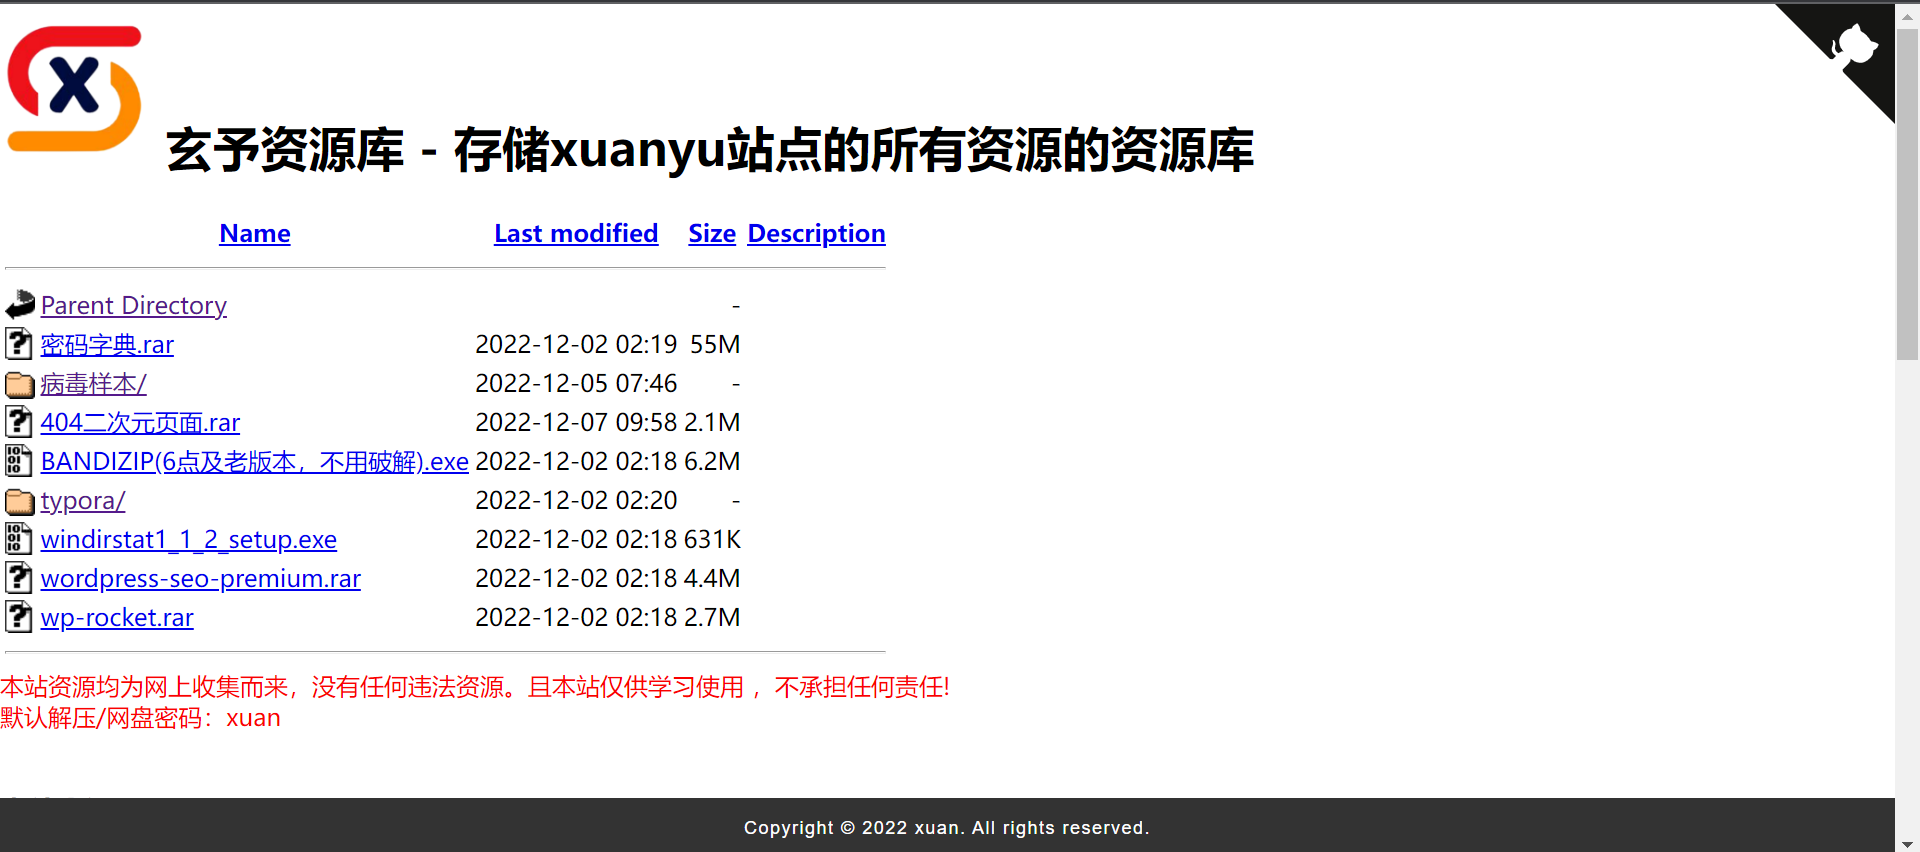 X
玄予资源库 - 存储xuanyu站点的所有资源的资源库
Name Last modified Size Description
Parent Directory -
密码字典.rar 2022-12-02 02:19 55M
病毒样本/ 2022-12-05 07:46 -
404二次元页面.rar 2022-12-07 09:58 2.1M
BANDIZIP(6点及老版本，不用破解).exe 2022-12-02 02:18 6.2M
typora/ 2022-12-02 02:20 -
windirstat1_1_2_setup.exe 2022-12-02 02:18 631K
wordpress-seo-premium.rar 2022-12-02 02:18 4.4M
wp-rocket.rar 2022-12-02 02:18 2.7M
本站资源均为网上收集而来，没有任何违法资源。且本站仅供学习使用 ，不承担任何责任!
默认解压/网盘密码：xuan
Copyright © 2022 xuan. All rights reserved.